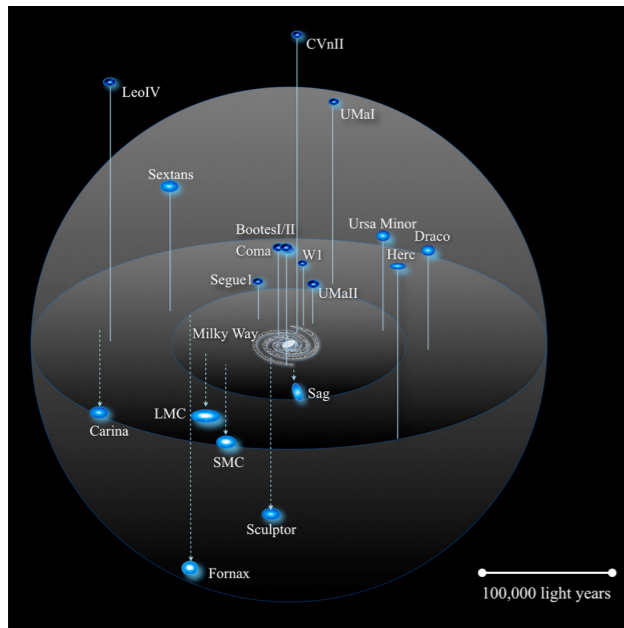 CVnII
LeoIV
UMaI
Sextans
BootesI/II
Ursa Minor
Coma
W1
Herc
Draco
Segue1
UMaII
Milky Way
Sag
LMC
Carina
SMC
Sculptor
Fornax
100,000 light years